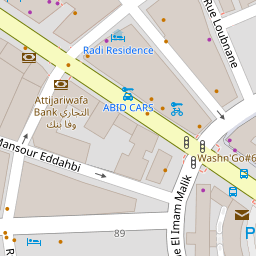 Rue Loubnane
Radi Residence
ABID CARS
Attijariwafa
Bank التجاري
وفا بنك
Mansour Eddahbi
Wash'n Go#6
El Imam Malik
89
P